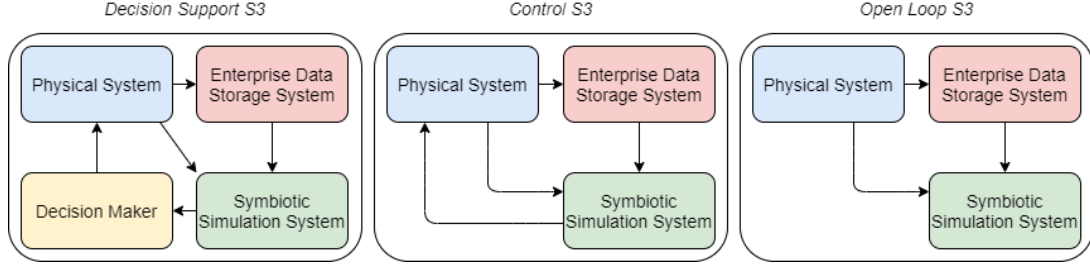 Decision Support S3
Physical System
Enterprise Data
Storage System
Decision Maker
Symbiotic
Simulation System
Control S3
Physical System
Enterprise Data
Storage System
Symbiotic
Simulation System
Open Loop S3
Physical System
Enterprise Data
Storage System
Symbiotic
Simulation System